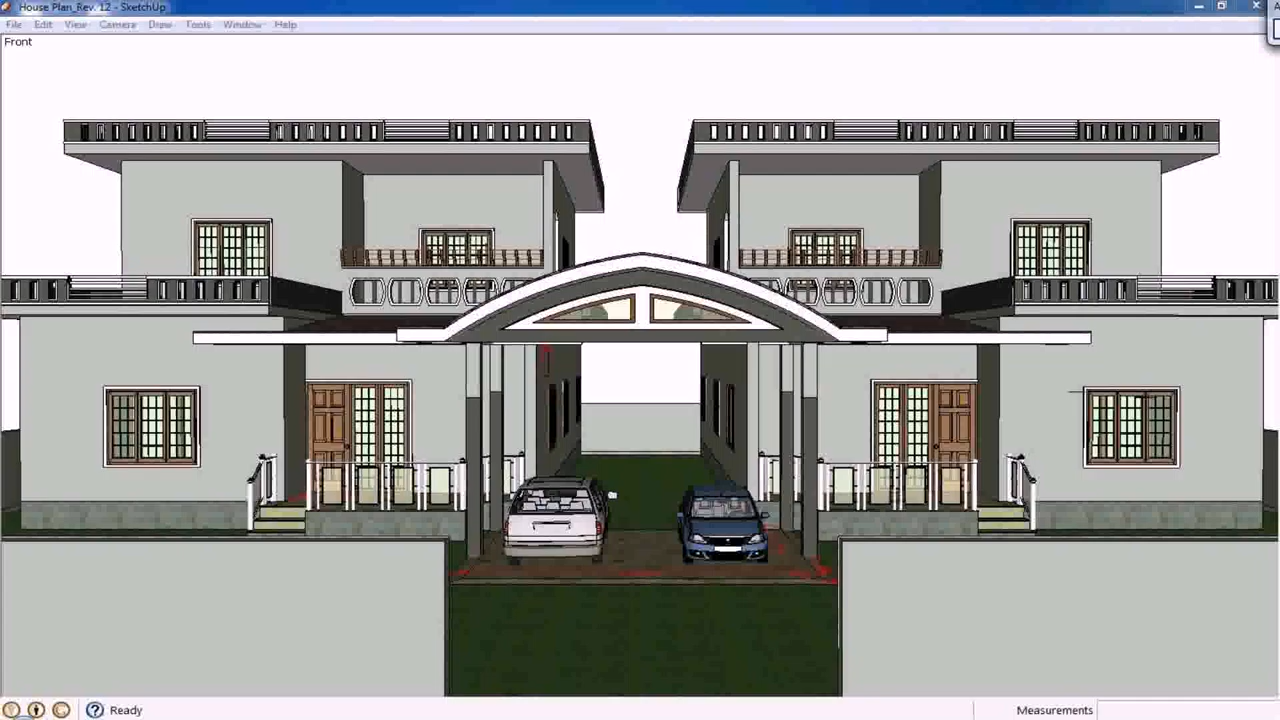 House Plan_Rev. 12 - SketchUp
File Edit View Camera Draw Tools Window Help
Front
Ready
Measurements